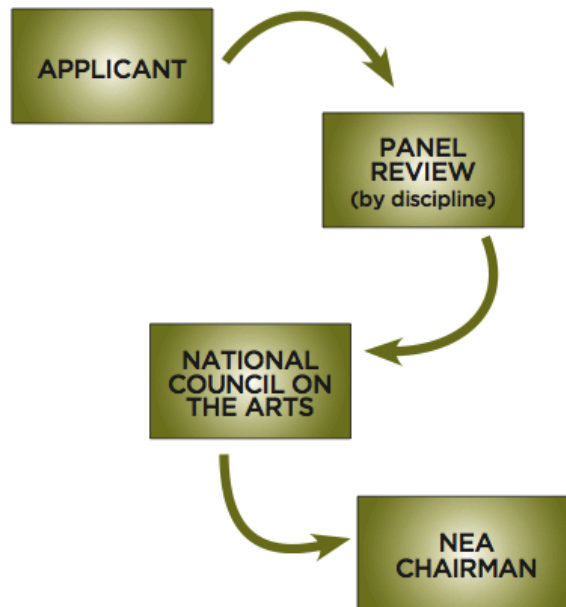 APPLICANT
PANEL
REVIEW
(by discipline)
NATIONAL
COUNCIL ON
THE ARTS
NEA
CHAIRMAN